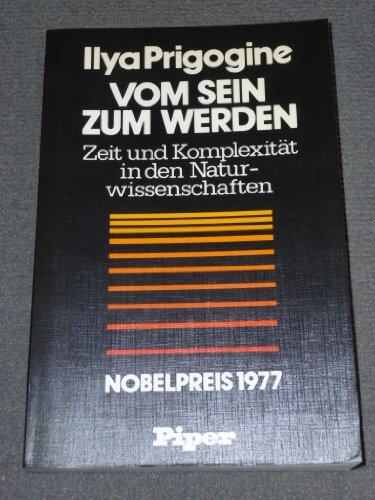 Ilya Prigogine
VOM SEIN
ZUM WERDEN
Zeit und Komplexität
in den Natur-
wissenschaften
NOBELPREIS 1977
Piper